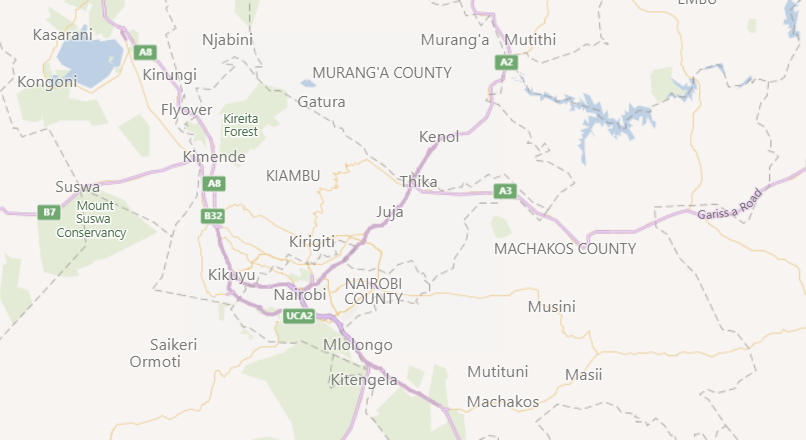 EMBU
Kasarani
Njabini
Murang'a
Mutithi
A8
A2
Kinungi
MURANG'A COUNTY
Kongoni
Gatura
Flyover
Kireita
Forest
Kenol
Kimende
KIAMBU
Thika
A8
Suswa
A3
B7
Mount
Suswa
Conservancy
B32
Juja
Garissa Road
Kirigiti
MACHAKOS COUNTY
Kikuyu
NAIROBI
COUNTY
Nairobi
Musini
UCA2
Saikeri
Mlolongo
Ormoti
Kitengela
Mutituni
Masii
Machakos